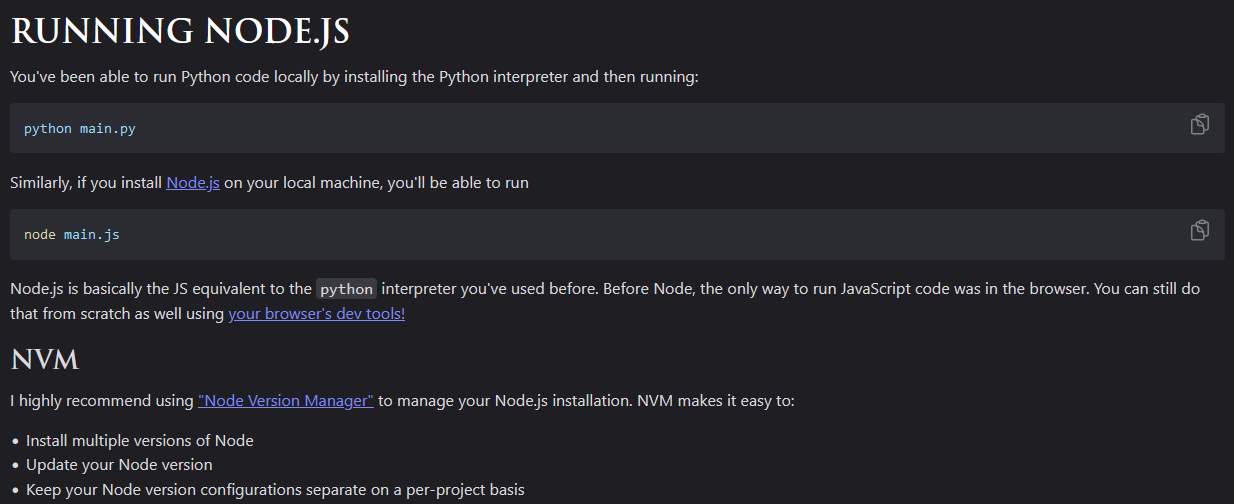 RUNNING NODE.JS
You've been able to run Python code locally by installing the Python interpreter and then running:
python main.py
Similarly, if you install Node.js on your local machine, you'll be able to run
node main.js
Node.js is basically the JS equivalent to the python interpreter you've used before. Before Node, the only way to run JavaScript code was in the browser. You can still do
that from scratch as well using your browser's dev tools!
NVM
I highly recommend using "Node Version Manager" to manage your Node.js installation. NVM makes it easy to:
• Install multiple versions of Node
• Update your Node version
• Keep your Node version configurations separate on a per-project basis